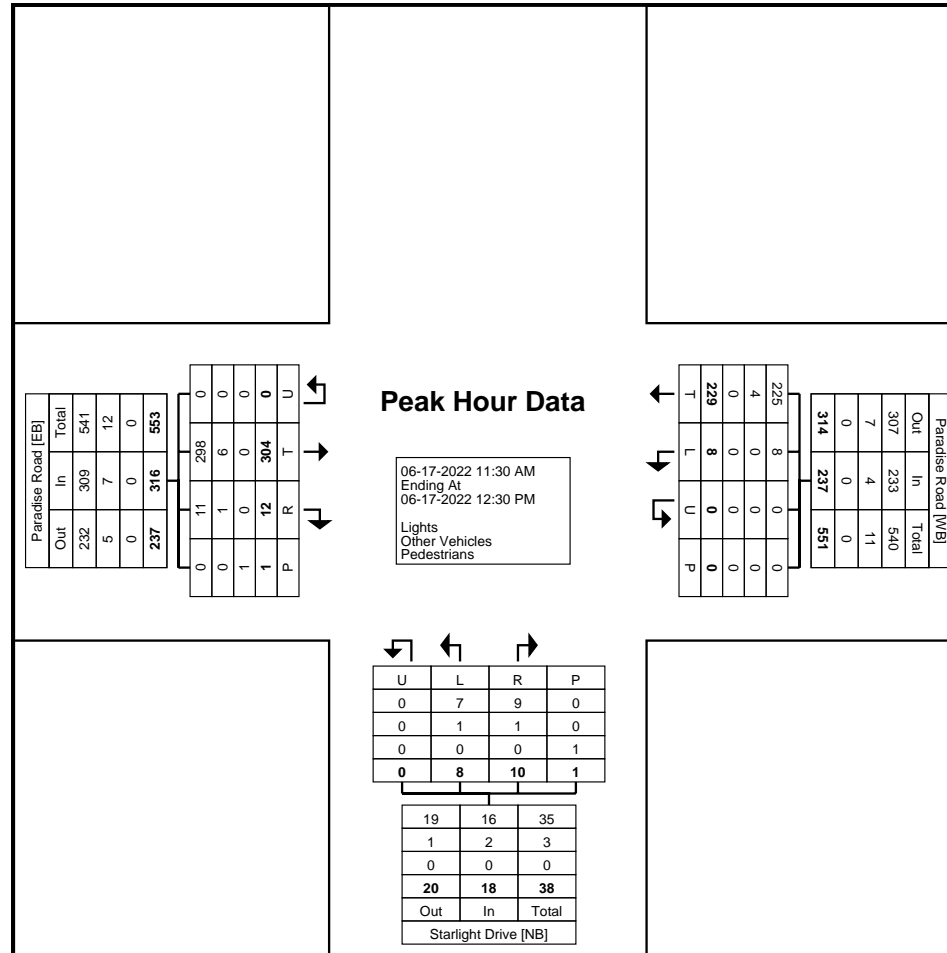 Paradise Road [EB]
Out In Total
232 309 541
5 7 12
0 0 0
237 316 553
0 11 298 0
0 1 6 0
1 0 0 0
1 12 304 0
P R T U
Peak Hour Data
06-17-2022 11:30 AM
Ending At
06-17-2022 12:30 PM
Lights
Other Vehicles
Pedestrians
Paradise Road [WB]
Out In Total
307 233 540
7 4 11
0 0 0
314 237 551
225 8 0 0
4 0 0 0
0 0 0 0
229 8 0 0
T L U P
U L R P
0 7 9 0
0 1 1 0
0 0 0 1
0 8 10 1
19 16 35
1 2 3
0 0 0
20 18 38
Out In Total
Starlight Drive [NB]